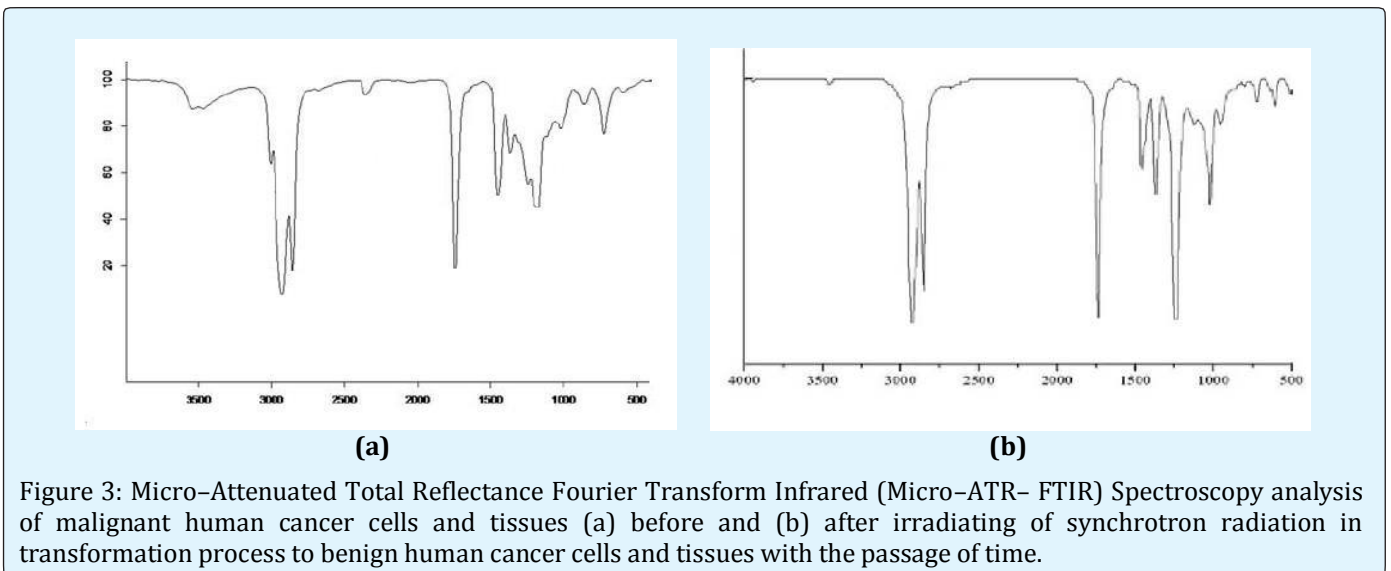 100
80
60
40
20
3500 3000 2500 2000 1500 1000 500
4000 3500 3000 2500 2000 1500 1000 500
(a) (b)
Figure 3: Micro–Attenuated Total Reflectance Fourier Transform Infrared (Micro–ATR– FTIR) Spectroscopy analysis
of malignant human cancer cells and tissues (a) before and (b) after irradiating of synchrotron radiation in
transformation process to benign human cancer cells and tissues with the passage of time.